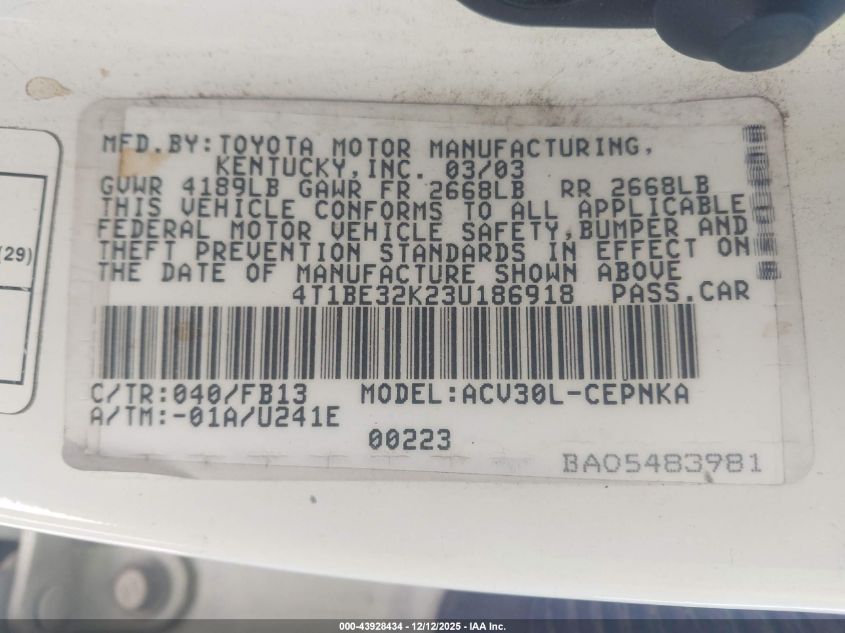 MFD.BY:TOYOTA MOTOR MANUFACTURING,
KENTUCKY,INC. 03/03
GVWR 4189LB GAWR FR 2668LB RR 2668LB
THIS VEHICLE CONFORMS TO ALL APPLICABLE
FEDERAL MOTOR VEHICLE SAFETY,BUMPER AND
THEFT PREVENTION STANDARDS IN EFFECT ON
THE DATE OF MANUFACTURE SHOWN ABOVE
4T1BE32K23U186918 PASS.CAR
C/TR:040/FB13 MODEL:ACV30L-CEPNKA
A/TM:-01A/U241E
00223
BA05483981
(29)
000-43928434 - 12/12/2025 - IAA Inc.